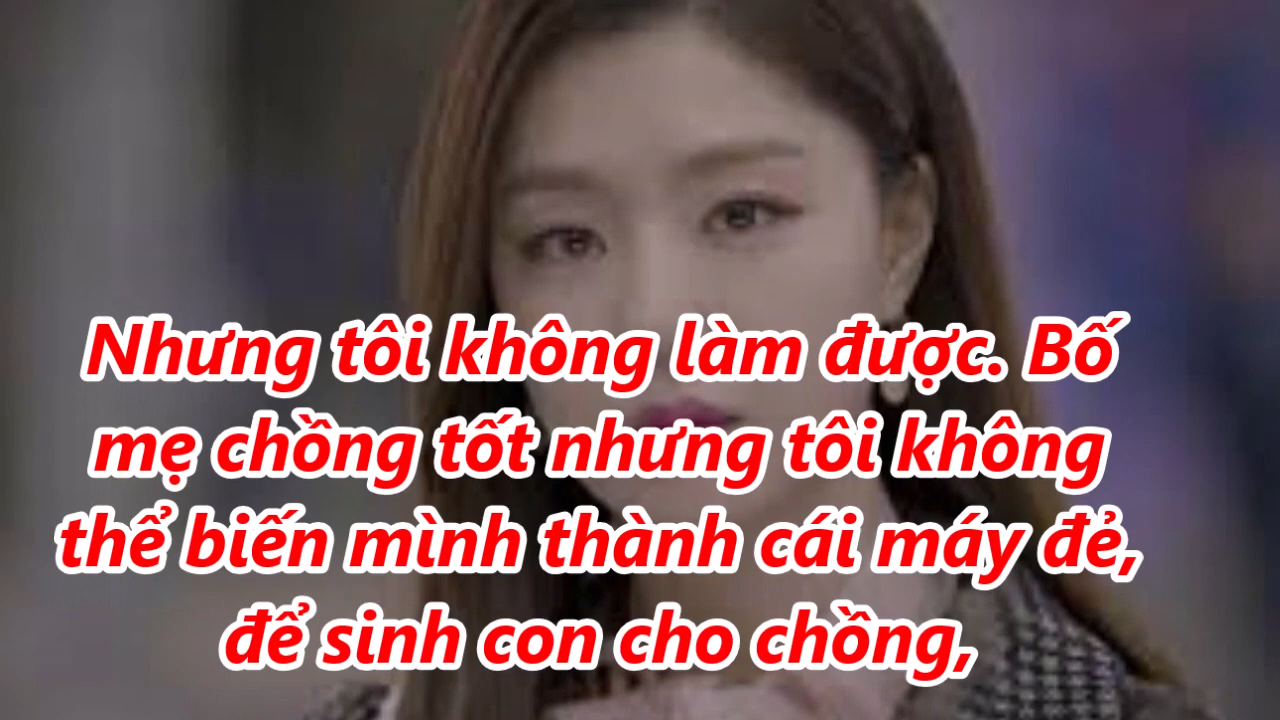 Nhưng tôi không làm được. Bố
mẹ chồng tốt nhưng tôi không
thể biến mình thành cái máy đẻ,
để sinh con cho chồng,